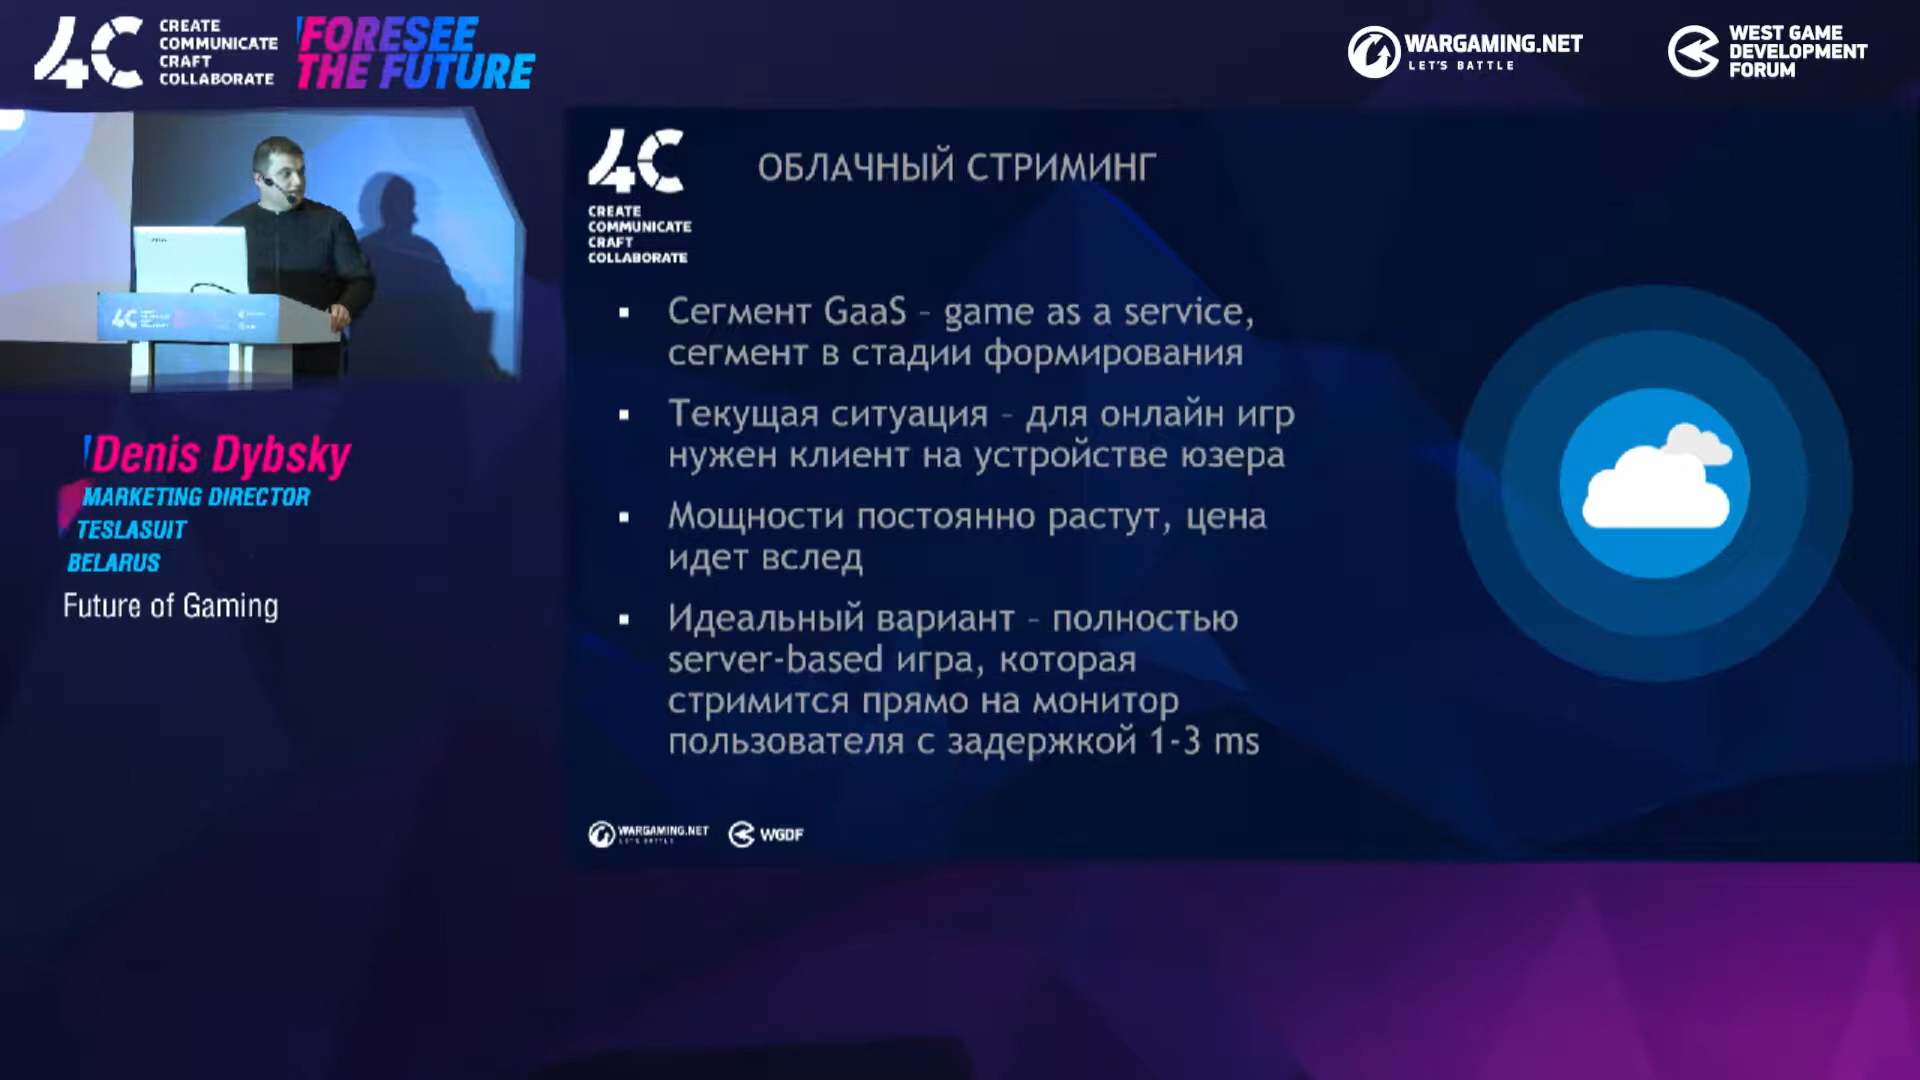 4C
CREATE
COMMUNICATE
CRAFT
COLLABORATE
FORESEE
THE FUTURE
WARGAMING.NET
LET'S BATTLE
WEST GAME
DEVELOPMENT
FORUM
4C
Denis Dybsky
MARKETING DIRECTOR
TESLASUIT
BELARUS
Future of Gaming
4C
CREATE
COMMUNICATE
CRAFT
COLLABORATE
ОБЛАЧНЫЙ СТРИМИНГ
▪ Сегмент GaaS – game as a service,
сегмент в стадии формирования
▪ Текущая ситуация – для онлайн игр
нужен клиент на устройстве юзера
▪ Мощности постоянно растут, цена
идет вслед
▪ Идеальный вариант – полностью
server-based игра, которая
стримится прямо на монитор
пользователя с задержкой 1-3 ms
WARGAMING.NET
LET'S BATTLE
WGDF